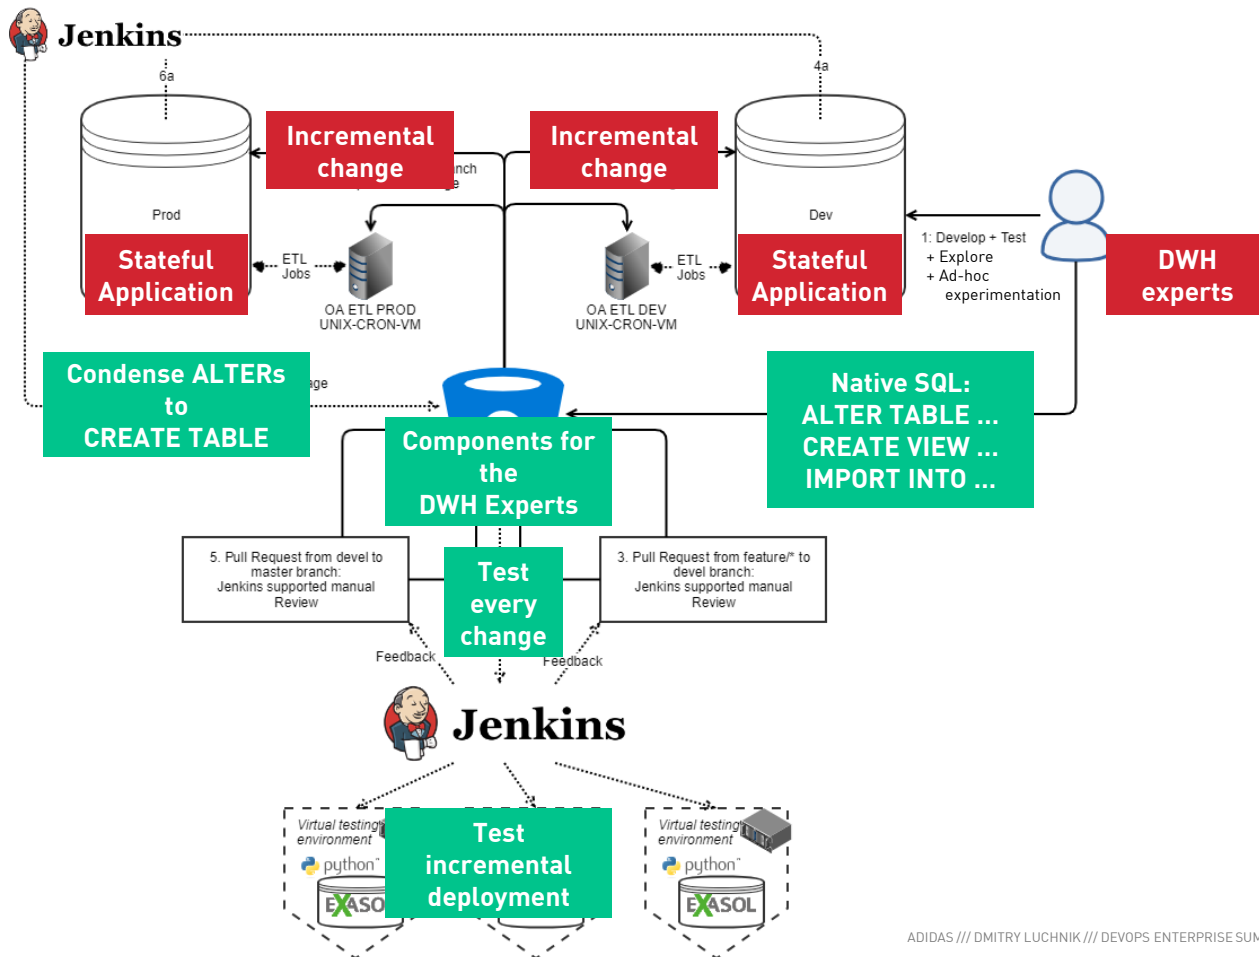 Jenkins
6a
4a
Incremental
change
Incremental
change
nch
ge
Prod
Dev
Stateful
Application
ETL
Jobs
OA ETL PROD
UNIX-CRON-VM
ETL
Jobs
OA ETL DEV
UNIX-CRON-VM
Stateful
Application
1: Develop + Test
+ Explore
+ Ad-hoc
experimentation
DWH
experts
Condense ALTERs
to
CREATE TABLE
age
Native SQL:
ALTER TABLE ...
CREATE VIEW ...
IMPORT INTO ...
Components for
the
DWH Experts
5. Pull Request from devel to
master branch:
Jenkins supported manual
Review
Test
every
change
3. Pull Request from feature/* to
devel branch:
Jenkins supported manual
Review
Feedback
Feedback
Jenkins
Virtual testing
environment
python™
EXASO
Test
incremental
deployment
Virtual testing
environment
python™
EXASOL
ADIDAS /// DMITRY LUCHNIK /// DEVOPS ENTERPRISE SUM